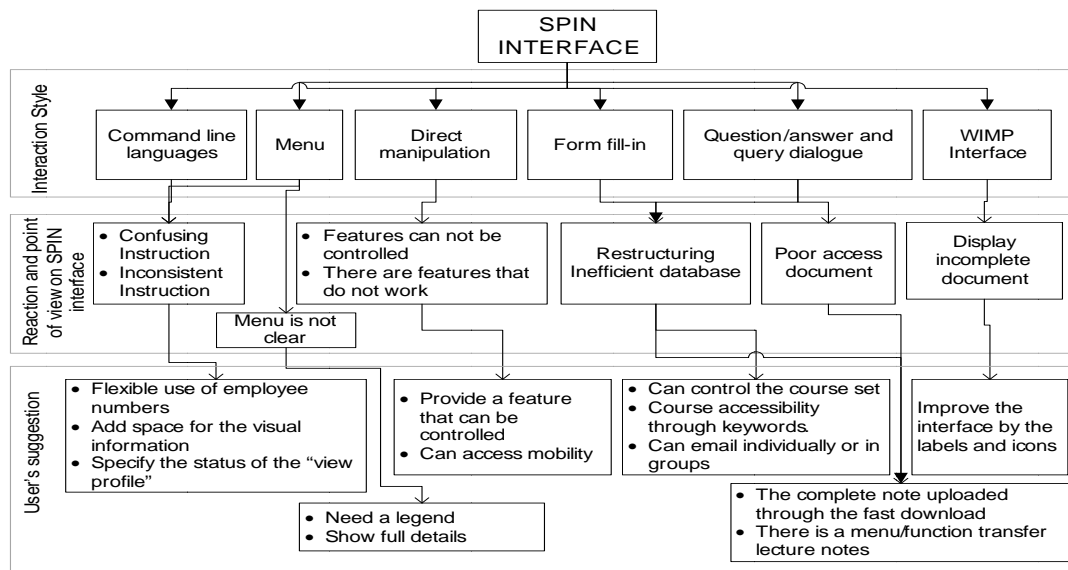 SPIN
INTERFACE
Interaction Style
Command line
languages
Menu
Direct
manipulation
Form fill-in
Question/answer and
query dialogue
WIMP
Interface
Reaction and point
of view on SPIN
interface
• Confusing
Instruction
• Inconsistent
Instruction
Menu is not
clear
• Features can not be
controlled
• There are features that
do not work
Restructuring
Inefficient database
Poor access
document
Display
incomplete
document
User's suggestion
• Flexible use of employee
numbers
• Add space for the visual
information
• Specify the status of the “view
profile”
• Need a legend
• Show full details
• Provide a feature
that can be
controlled
• Can access mobility
• Can control the course set
• Course accessibility
through keywords.
• Can email individually or in
groups
Improve the
interface by the
labels and icons
• The complete note uploaded
through the fast download
• There is a menu/function transfer
lecture notes